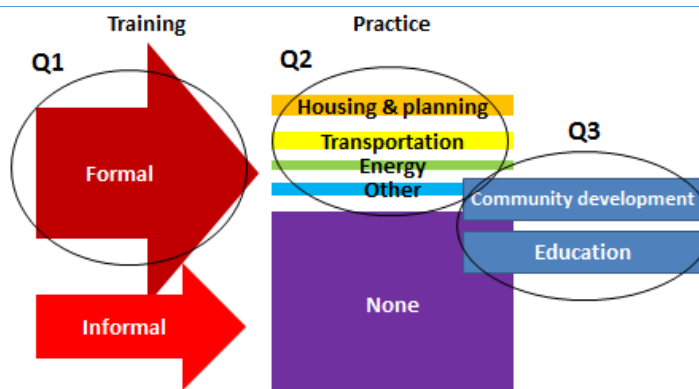 Training
Practice
Q1
Q2
Housing & planning
Q3
Transportation
Energy
Formal
Other
Community development
Education
None
Informal